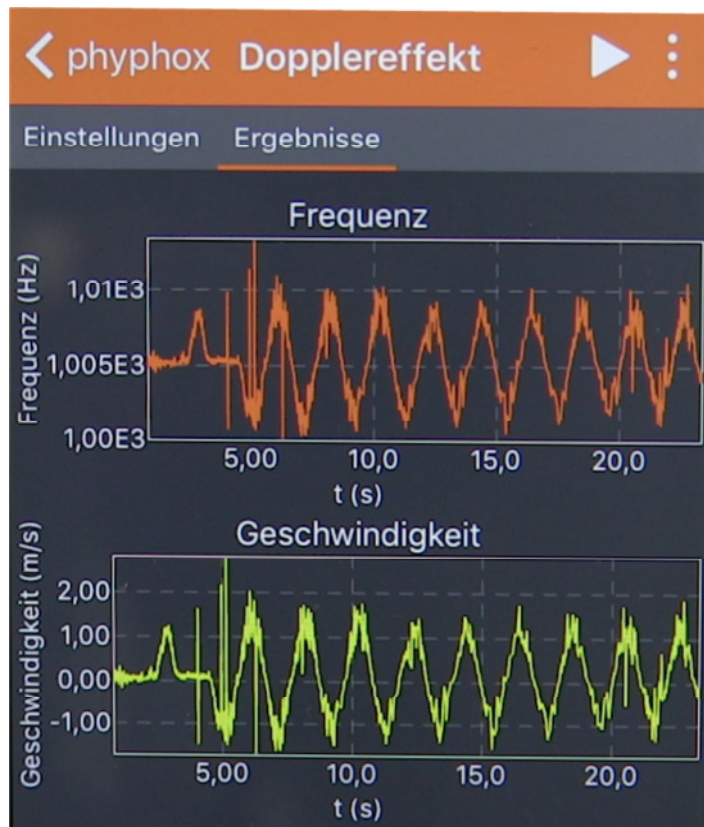 phyphox Dopplereffekt
Einstellungen Ergebnisse
Frequenz
Frequenz (Hz)
1,01E3
1,005E3
1,00E3
5,00 10,0 15,0 20,0
t (s)
Geschwindigkeit
Geschwindigkeit (m/s)
2,00
1,00
0,00
-1,00
5,00 10,0 15,0 20,0
t (s)